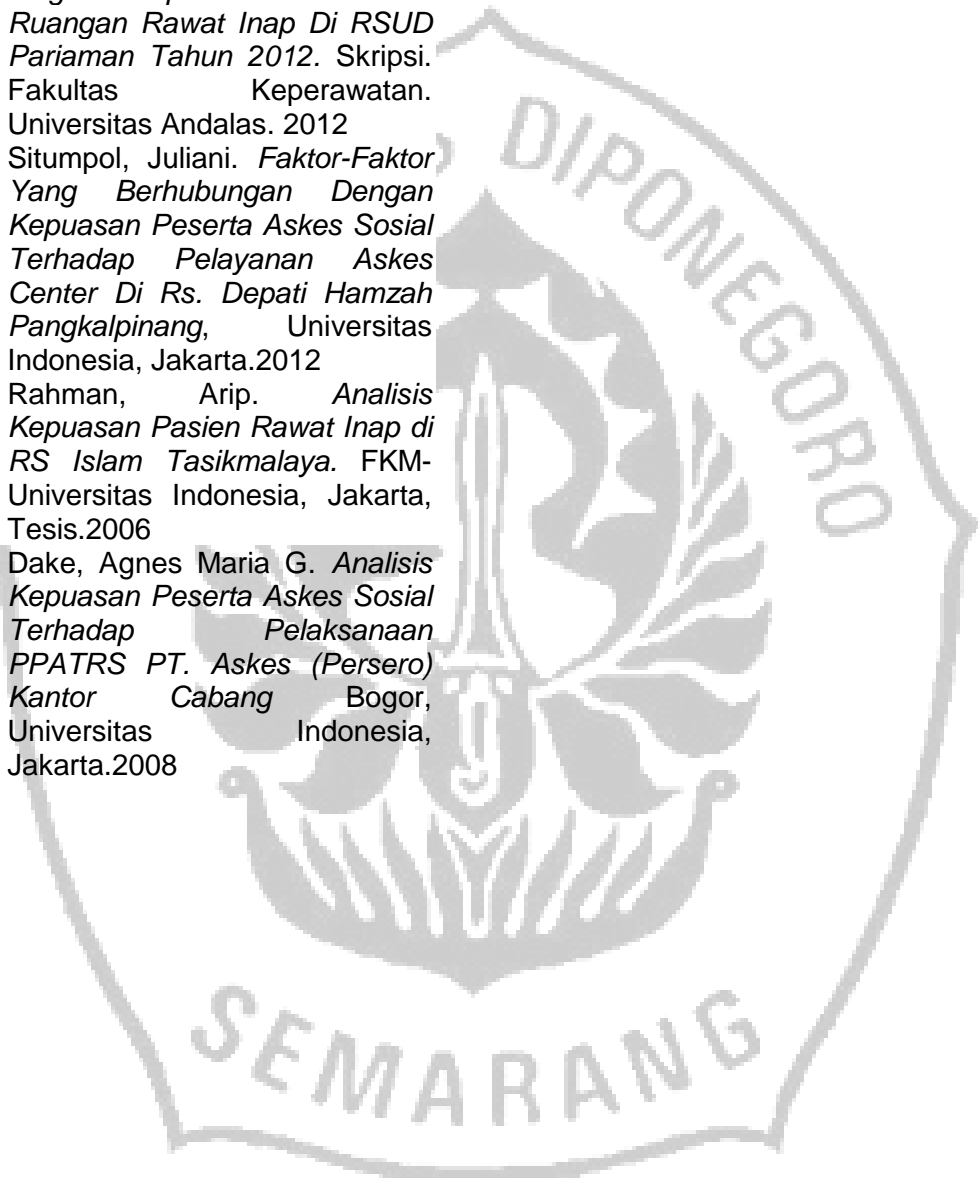 Ruangan Rawat Inap Di RSUD
Pariaman Tahun 2012. Skripsi.
Fakultas Keperawatan.
Universitas Andalas. 2012
Situmpol, Juliani. Faktor-Faktor
Yang Berhubungan Dengan
Kepuasan Peserta Askes Sosial
Terhadap Pelayanan Askes
Center Di Rs. Depati Hamzah
Pangkalpinang, Universitas
Indonesia, Jakarta.2012
Rahman, Arip. Analisis
Kepuasan Pasien Rawat Inap di
RS Islam Tasikmalaya. FKM-
Universitas Indonesia, Jakarta,
Tesis.2006
Dake, Agnes Maria G. Analisis
Kepuasan Peserta Askes Sosial
Terhadap Pelaksanaan
PPATRS PT. Askes (Persero)
Kantor Cabang Bogor,
Universitas Indonesia,
Jakarta.2008
DIPONEGORO
SEMARANG